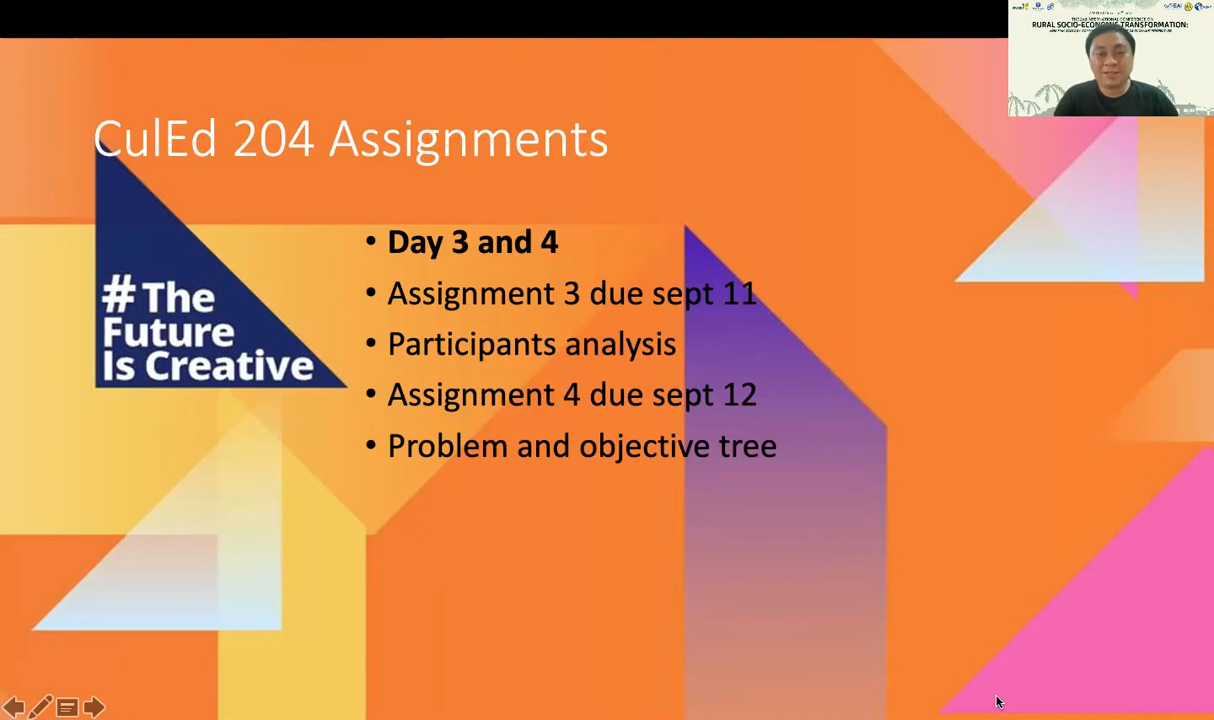 RURAL SOCIO-ECONOMIC TRANSFORMATION:
CulEd 204 Assignments
# The
Future
Is Creative
• Day 3 and 4
• Assignment 3 due sept 11
• Participants analysis
• Assignment 4 due sept 12
• Problem and objective tree